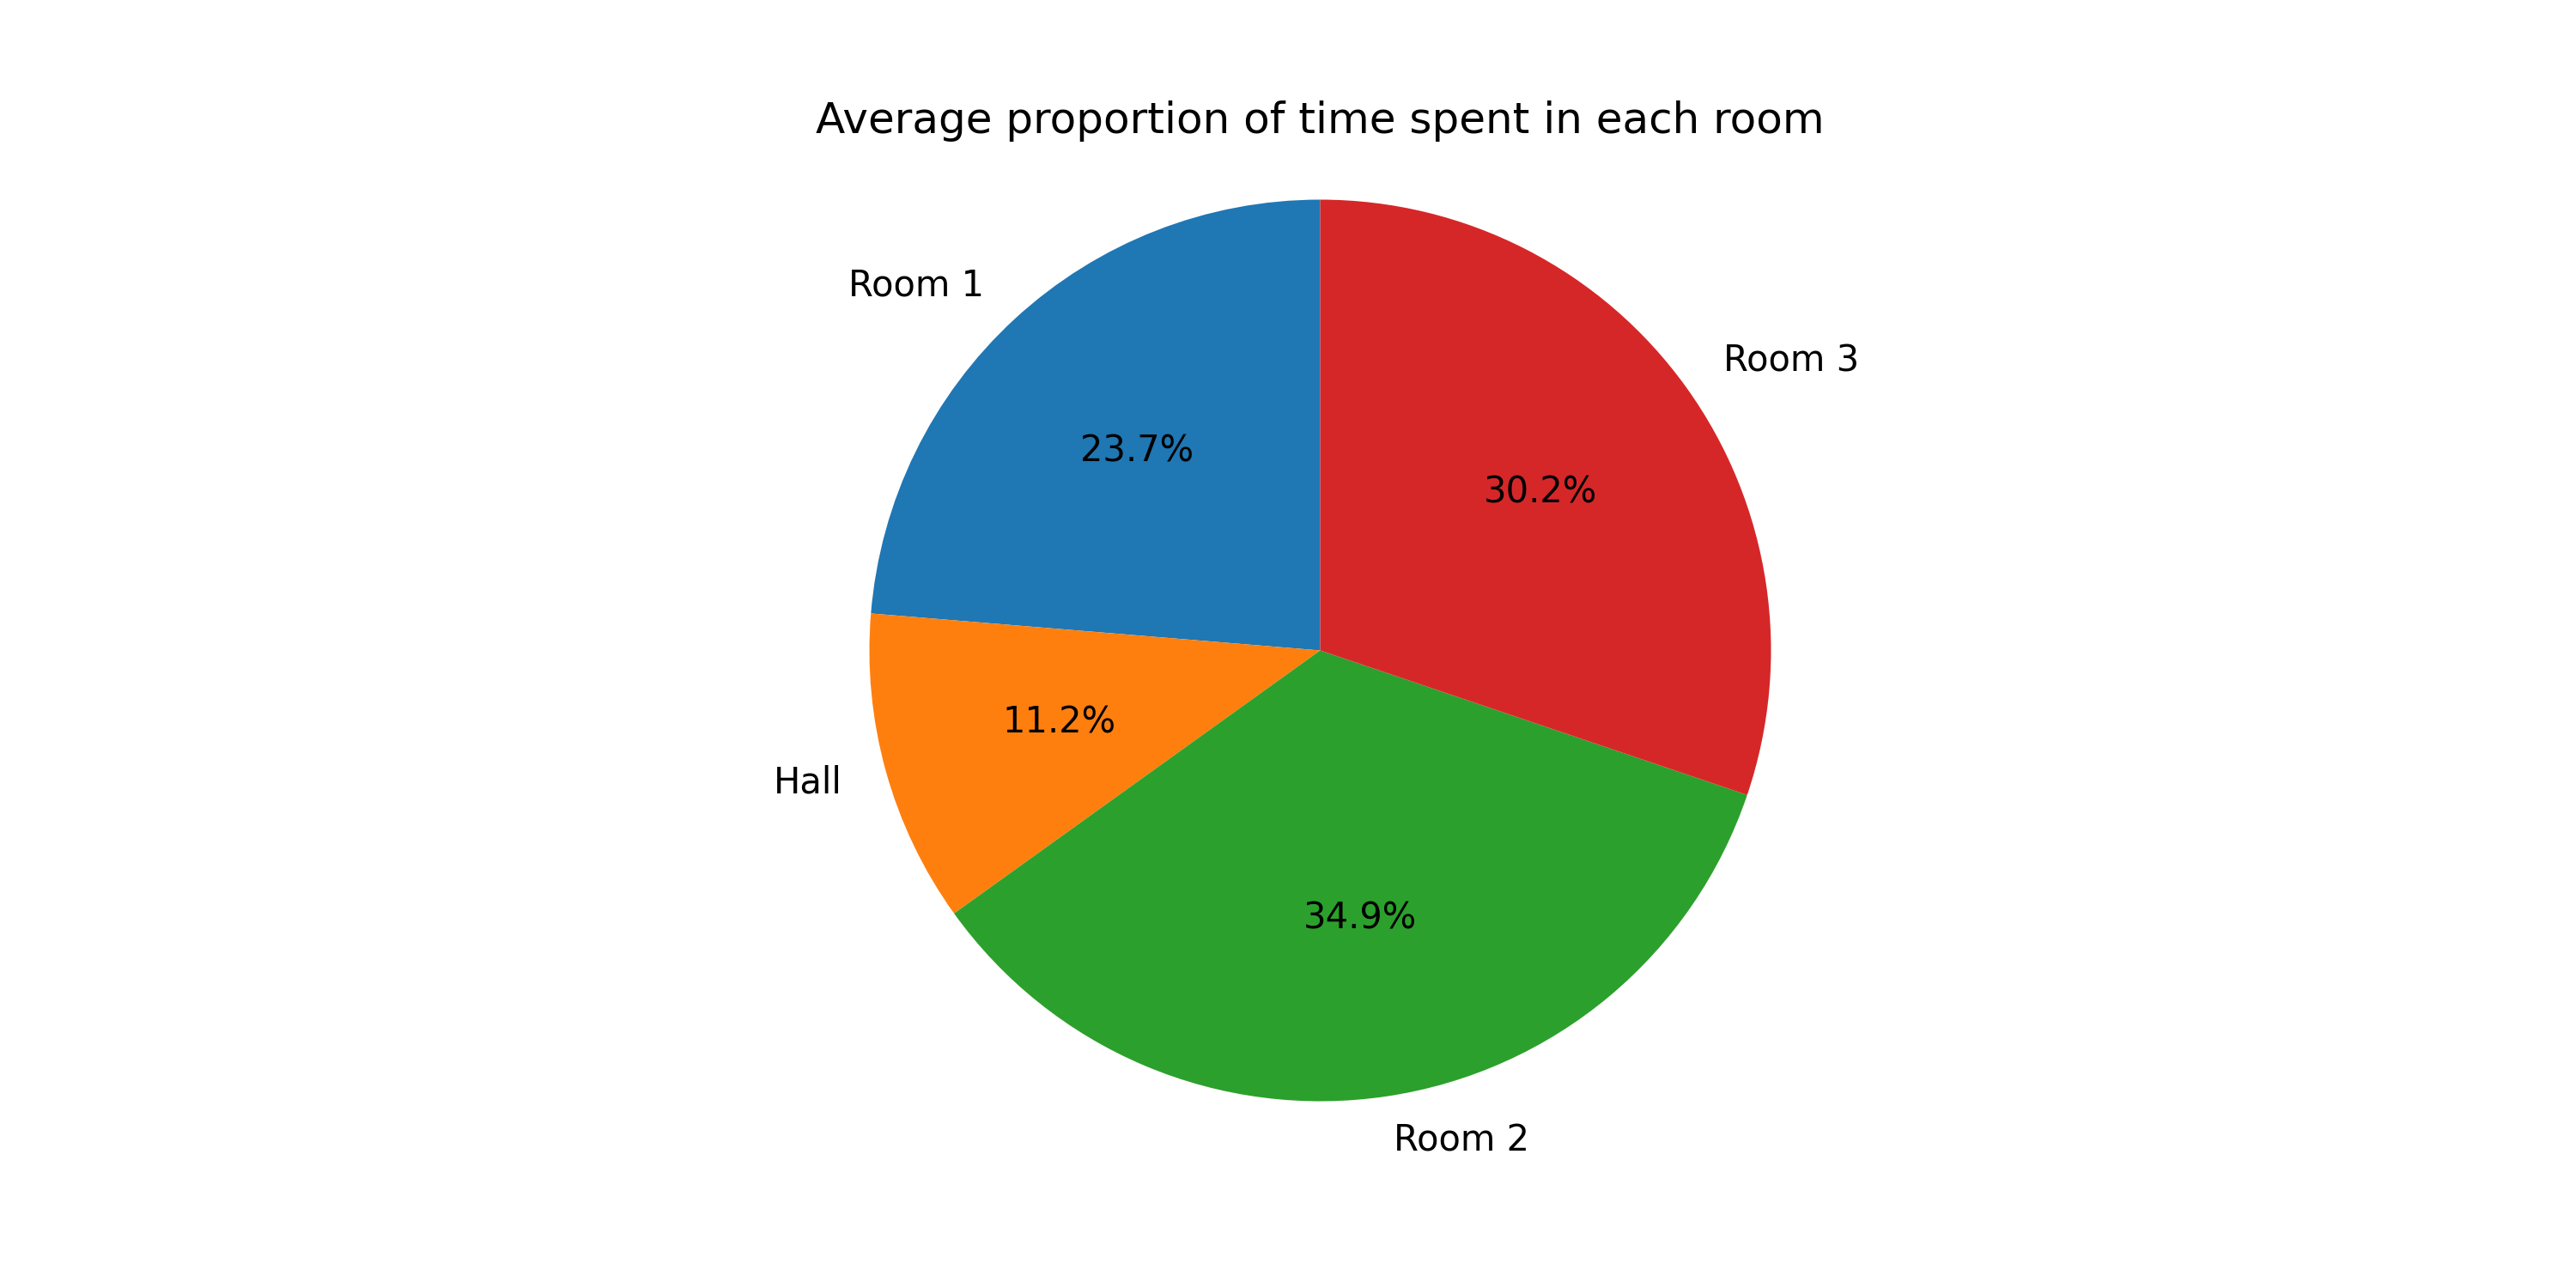 Average proportion of time spent in each room
Room 1
Room 3
23.7%
30.2%
11.2%
Hall
34.9%
Room 2